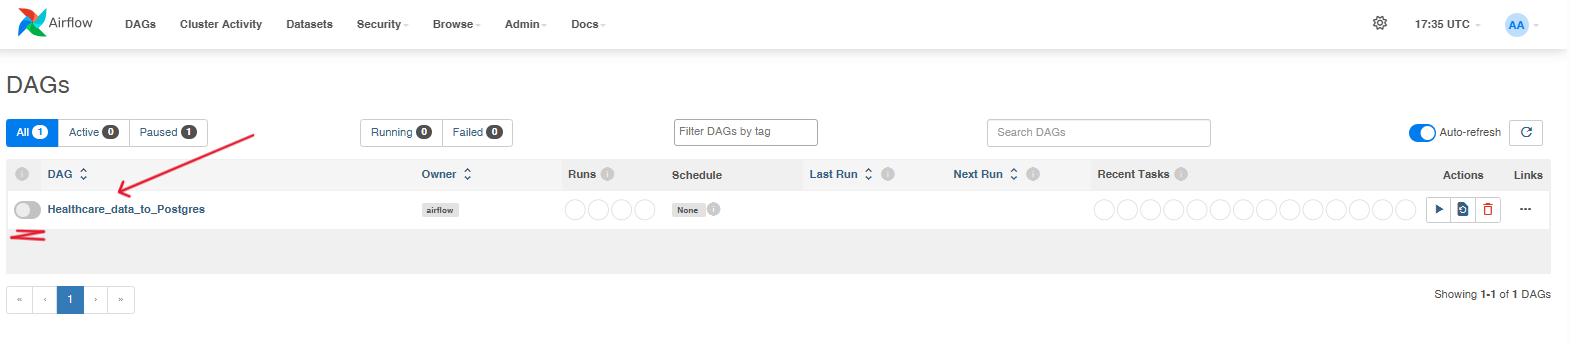 Airflow DAGs Cluster Activity Datasets Security Browse Admin Docs 17:35 UTC AA
DAGs
All 1 Active 0 Paused 1 Running 0 Failed 0 Filter DAGs by tag Search DAGs Auto-refresh
i DAG Owner Runs i Schedule Last Run i Next Run i Recent Tasks i Actions Links
Healthcare_data_to_Postgres airflow None i ...
« ‹ 1 › » Showing 1-1 of 1 DAGs